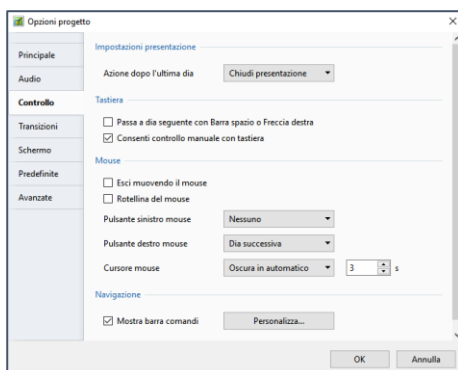 Opzioni progetto
Principale
Audio
Controllo
Transizioni
Schermo
Predefinite
Avanzate
Impostazioni presentazione
Azione dopo l'ultima dia Chiudi presentazione
Tastiera
Passa a dia seguente con Barra spazio o Freccia destra
Consenti controllo manuale con tastiera
Mouse
Esci muovendo il mouse
Rotellina del mouse
Pulsante sinistro mouse Nessuno
Pulsante destro mouse Dia successiva
Cursore mouse Oscura in automatico 3 s
Navigazione
Mostra barra comandi Personalizza...
OK Annulla